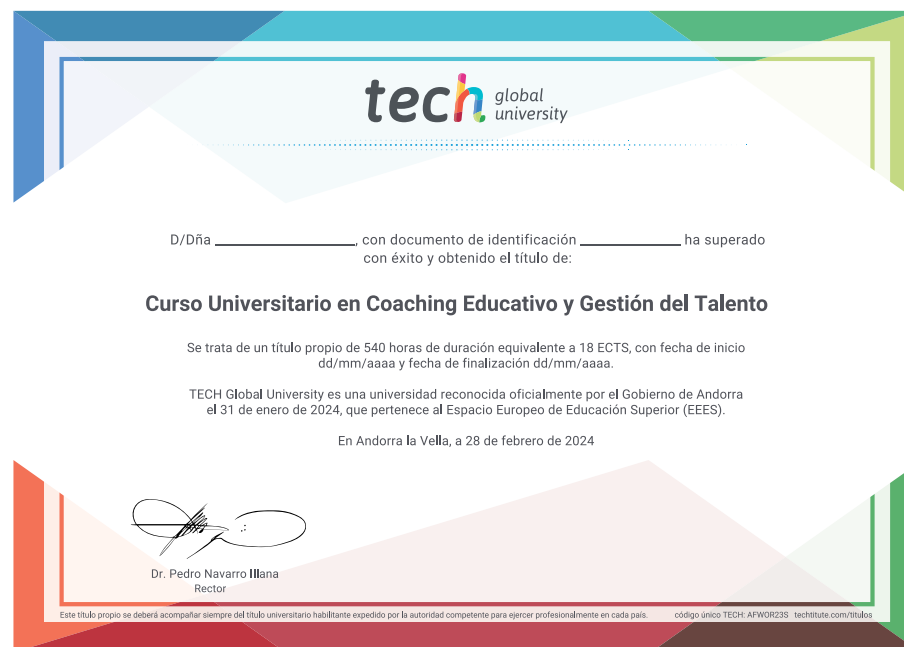 tech global university
D/Dña ____________, con documento de identificación ____________ ha superado
con éxito y obtenido el título de:
Curso Universitario en Coaching Educativo y Gestión del Talento
Se trata de un título propio de 540 horas de duración equivalente a 18 ECTS, con fecha de inicio
dd/mm/aaaa y fecha de finalización dd/mm/aaaa.
TECH Global University es una universidad reconocida oficialmente por el Gobierno de Andorra
el 31 de enero de 2024, que pertenece al Espacio Europeo de Educación Superior (EEES).
En Andorra la Vella, a 28 de febrero de 2024
Dr. Pedro Navarro Illana
Rector
Este título propio se deberá acompañar siempre del título universitario habilitante expedido por la autoridad competente para ejercer profesionalmente en cada país. código único TECH: AFWOR23S techtitute.com/titulos